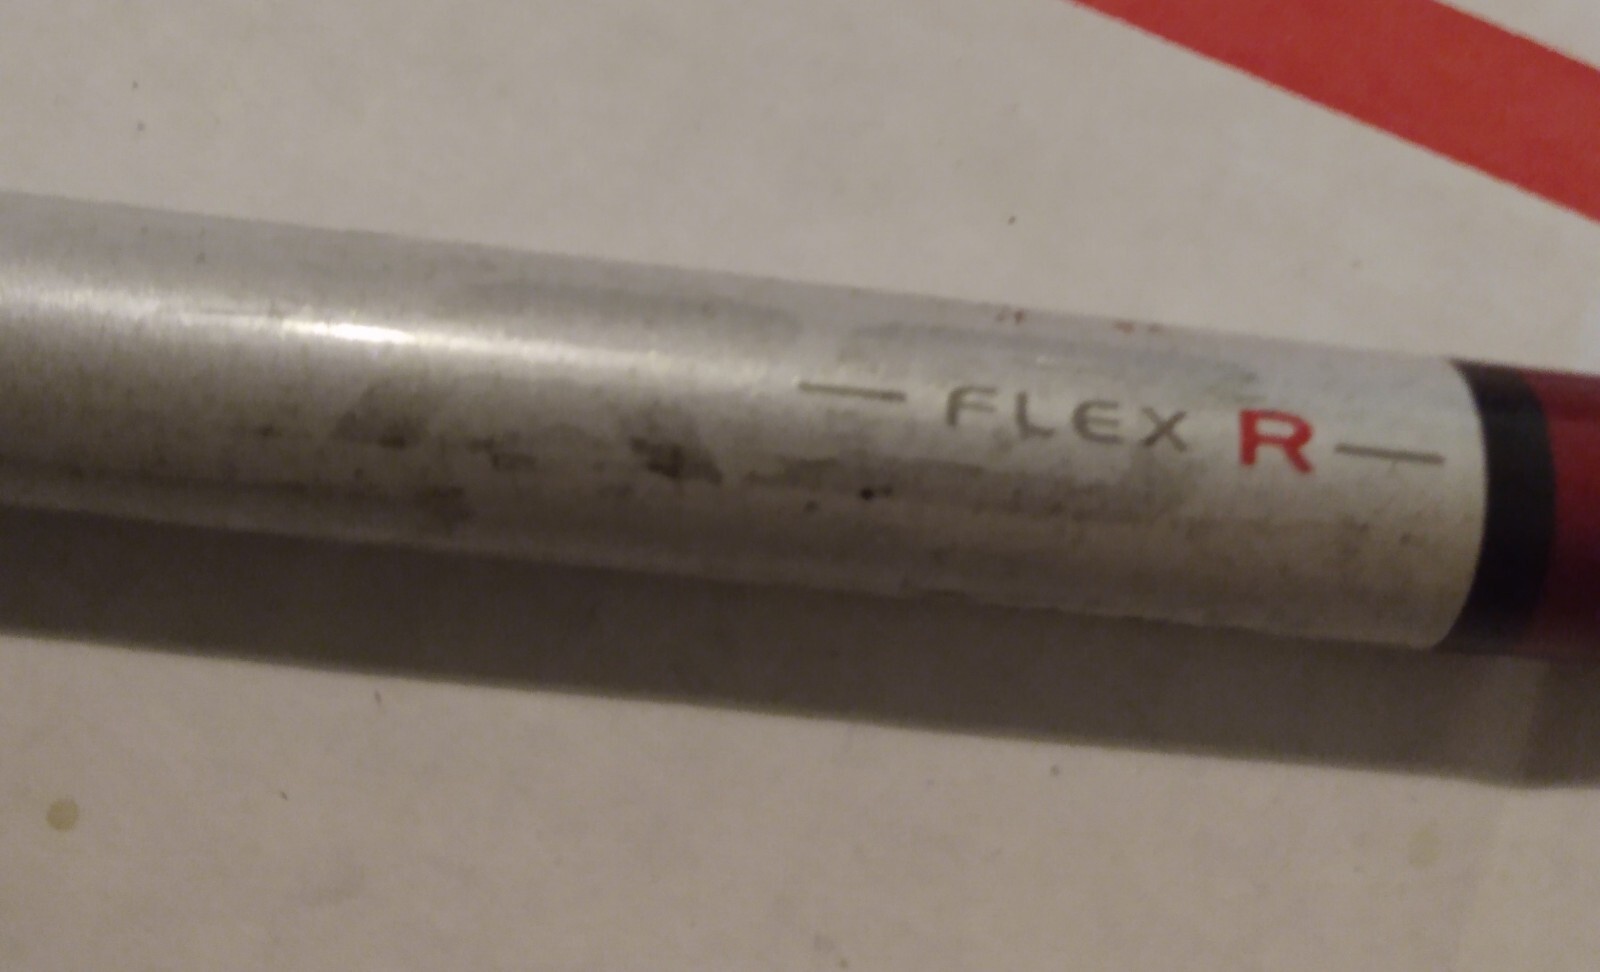 — FLEX R —